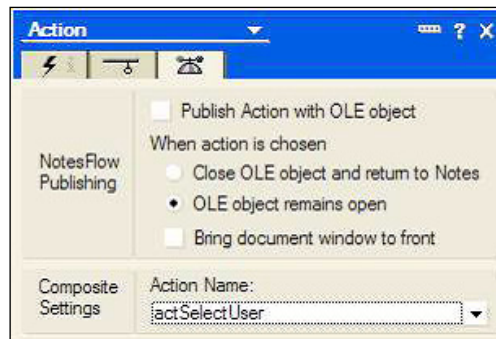 Action
?
X
Publish Action with OLE object
When action is chosen
NotesFlow
Publishing
Close OLE object and return to Notes
OLE object remains open
Bring document window to front
Composite
Settings
Action Name:
actSelectUser